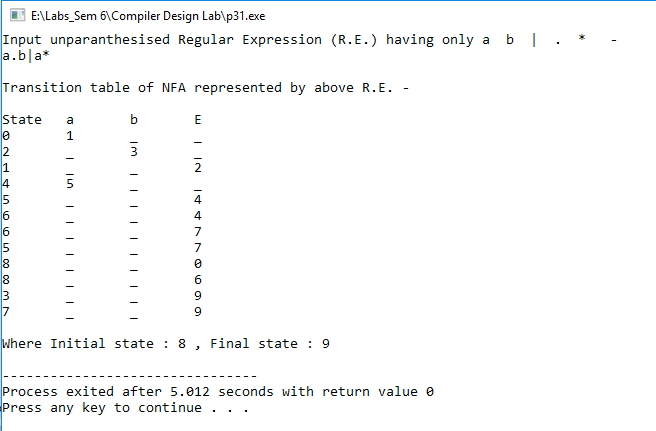 E:\Labs_Sem 6\Compiler Design Lab\p31.exe
Input unparanthesised Regular Expression (R.E.) having only a  b  |  .  *   -
a.b|a*
Transition table of NFA represented by above R.E. -
State   a       b       E
0       1       _       _
2       _       3       _
1       _       _       2
4       5       _       _
5       _       _       4
6       _       _       4
6       _       _       7
5       _       _       7
8       _       _       0
8       _       _       6
3       _       _       9
7       _       _       9
Where Initial state : 8 , Final state : 9
--------------------------------
Process exited after 5.012 seconds with return value 0
Press any key to continue . . .